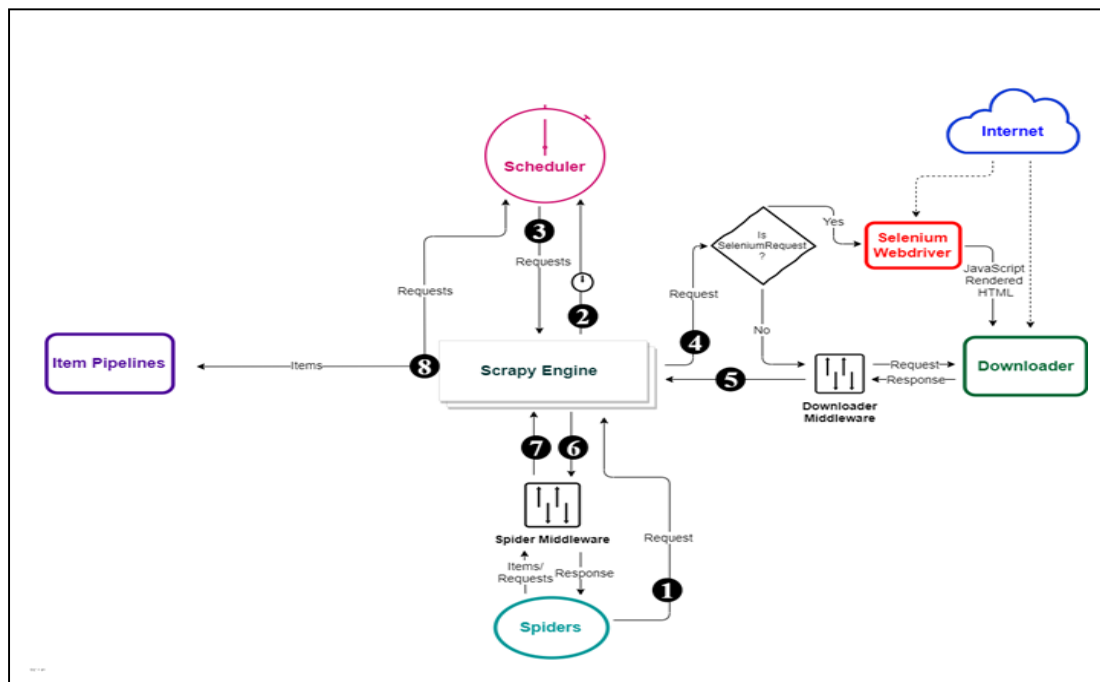 Internet
Scheduler
3
Is
SeleniumRequest
?
Yes
Selenium
Webdriver
Requests
Requests
JavaScript
Rendered
HTML
Request
2
4
No
Item Pipelines
Items
8
Scrapy Engine
5
Request
Response
Downloader
Downloader
Middleware
7
6
Spider Middleware
Request
Items/
Requests
Response
1
Spiders